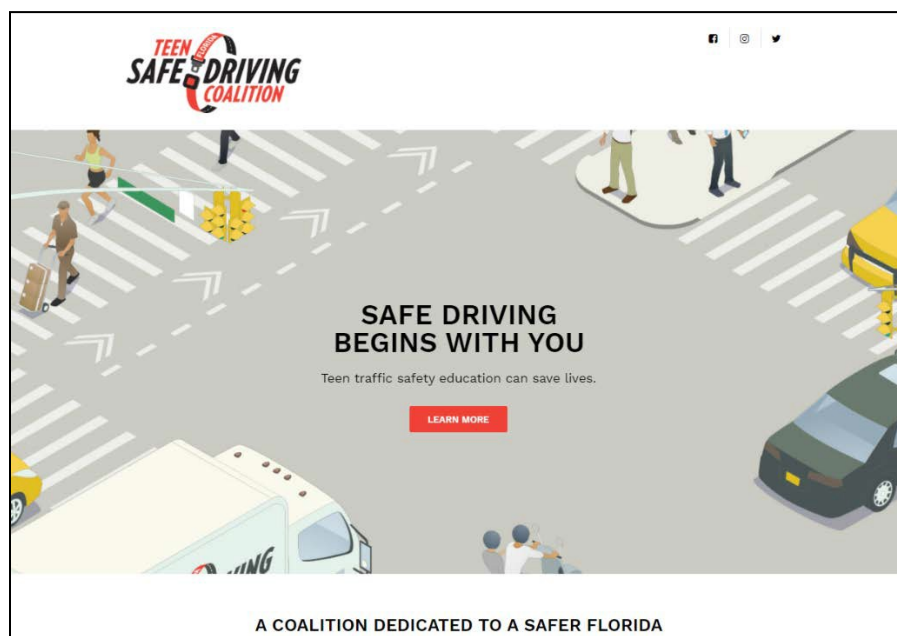 TEEN FLORIDA
SAFE DRIVING
COALITION
SAFE DRIVING
BEGINS WITH YOU
Teen traffic safety education can save lives.
LEARN MORE
VING
A COALITION DEDICATED TO A SAFER FLORIDA